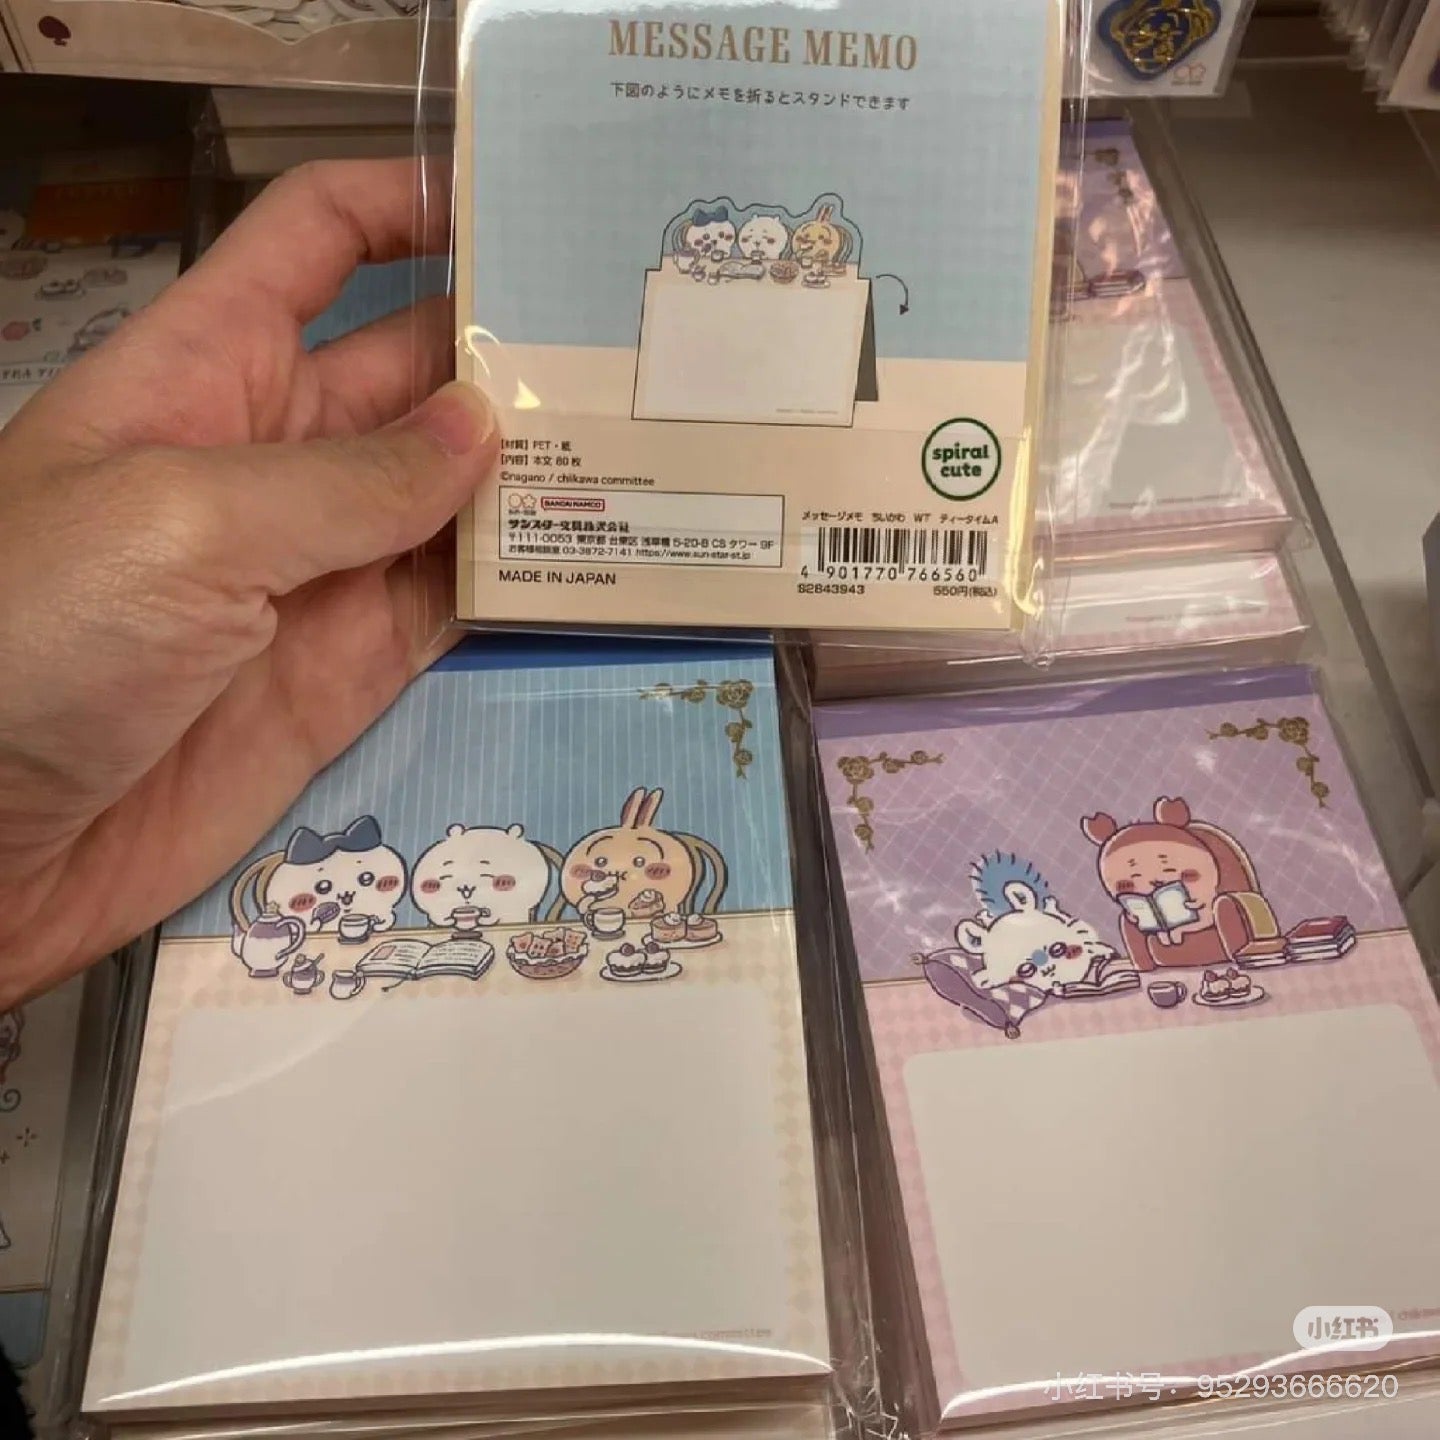 MESSAGE MEMO
下図のようにメモを折るとスタンドできます
【材質】PET・紙
【内容】本文 60 枚
©nagano / chiikawa committee
spiral
cute
BANDAI NAMCO
サンスター文具株式会社
〒111-0053 東京都 台東区 浅草橋 5-20-8 CS タワー 9F
お客様相談室 03-3872-7141 https://www.sun-star-st.jp
MADE IN JAPAN
メッセージメモ ちいかわ WT ティータイムA
4 901770 766560
S2843943
550円(税込)
committee
小红书
小红书号：95293666620